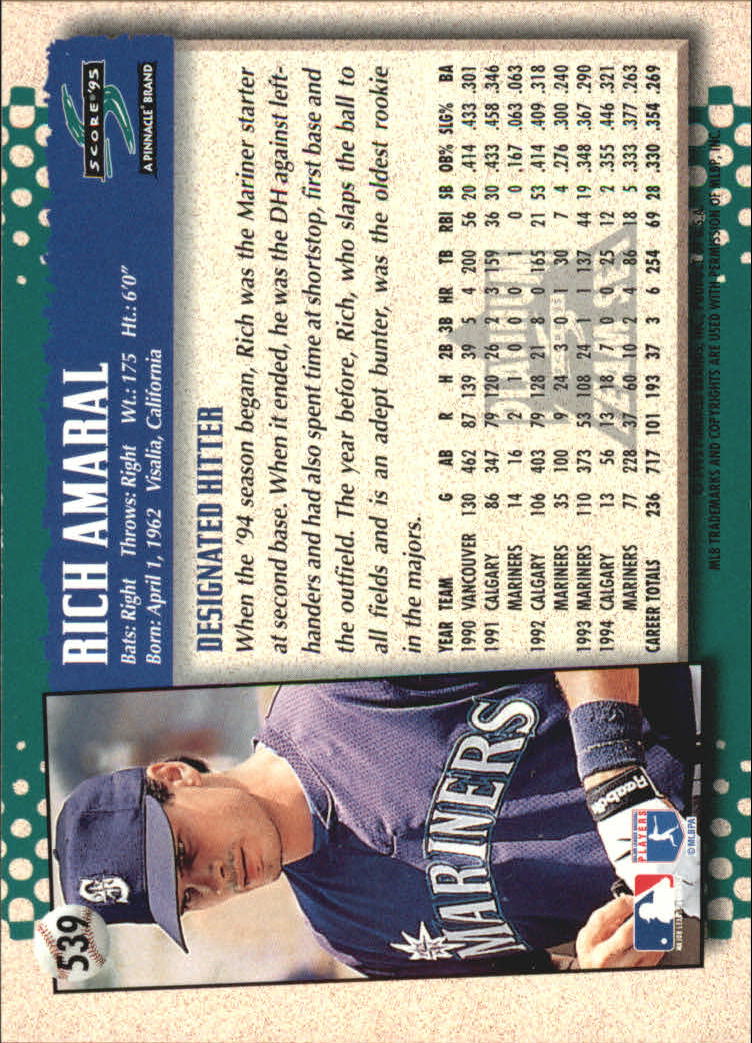 539
RICH AMARAL
Bats: Right Throws: Right Wt.: 175 Ht.: 6'0"
Born: April 1, 1962 Visalia, California
SCORE® '95
A PINNACLE® BRAND
DESIGNATED HITTER
When the '94 season began, Rich was the Mariner starter
at second base. When it ended, he was the DH against left-
handers and had also spent time at shortstop, first base and
the outfield. The year before, Rich, who slaps the ball to
all fields and is an adept bunter, was the oldest rookie
in the majors.
YEAR TEAM G AB R H 2B 3B HR TB RBI SB OB% SLG% BA
1990 VANCOUVER 130 462 87 139 39 5 4 200 56 20 .414 .433 .301
1991 CALGARY 86 347 79 120 26 2 3 159 36 30 .433 .458 .346
MARINERS 14 16 2 1 0 0 0 1 0 0 .167 .063 .063
1992 CALGARY 106 403 79 128 21 8 0 165 21 53 .414 .409 .318
MARINERS 35 100 9 24 3 0 1 30 7 4 .276 .300 .240
1993 MARINERS 110 373 53 108 24 1 1 137 44 19 .348 .367 .290
1994 CALGARY 13 56 13 18 7 0 0 25 12 2 .355 .446 .321
MARINERS 77 228 37 60 10 2 4 86 18 5 .333 .377 .263
CAREER TOTALS 236 717 101 193 37 3 6 254 69 28 .330 .354 .269
MLB TRADEMARKS AND COPYRIGHTS ARE USED WITH PERMISSION OF MLBP, INC.
S
MARINERS
Reebok
PLAYERS
© MLBPA